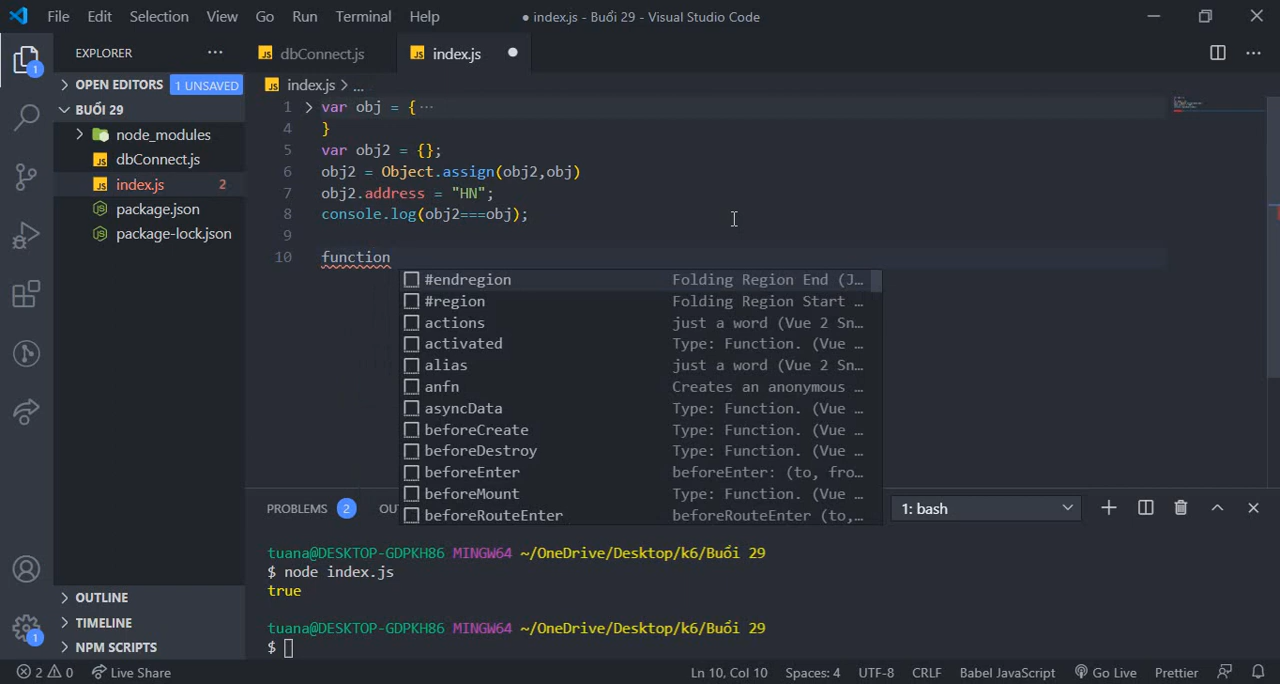 File Edit Selection View Go Run Terminal Help
● index.js - Buổi 29 - Visual Studio Code
EXPLORER ...
JS dbConnect.js
JS index.js ●
OPEN EDITORS 1 UNSAVED
BUỔI 29
node_modules
JS dbConnect.js
JS index.js 2
package.json
package-lock.json
OUTLINE
TIMELINE
NPM SCRIPTS
JS index.js > ...
1 > var obj = { ...
4 }
5 var obj2 = {};
6 obj2 = Object.assign(obj2,obj)
7 obj2.address = "HN";
8 console.log(obj2===obj);
9
10 function
#endregion Folding Region End (J…
#region Folding Region Start …
actions just a word (Vue 2 Sn…
activated Type: Function. (Vue …
alias just a word (Vue 2 Sn…
anfn Creates an anonymous …
asyncData Type: Function. (Vue …
beforeCreate Type: Function. (Vue …
beforeDestroy Type: Function. (Vue …
beforeEnter beforeEnter: (to, fro…
beforeMount Type: Function. (Vue …
beforeRouteEnter beforeRouteEnter (to,…
PROBLEMS 2 OU
1: bash
tuana@DESKTOP-GDPKH86 MINGW64 ~/OneDrive/Desktop/k6/Buổi 29
$ node index.js
true
tuana@DESKTOP-GDPKH86 MINGW64 ~/OneDrive/Desktop/k6/Buổi 29
$
1
1
2 0 Live Share
Ln 10, Col 10 Spaces: 4 UTF-8 CRLF Babel JavaScript Go Live Prettier